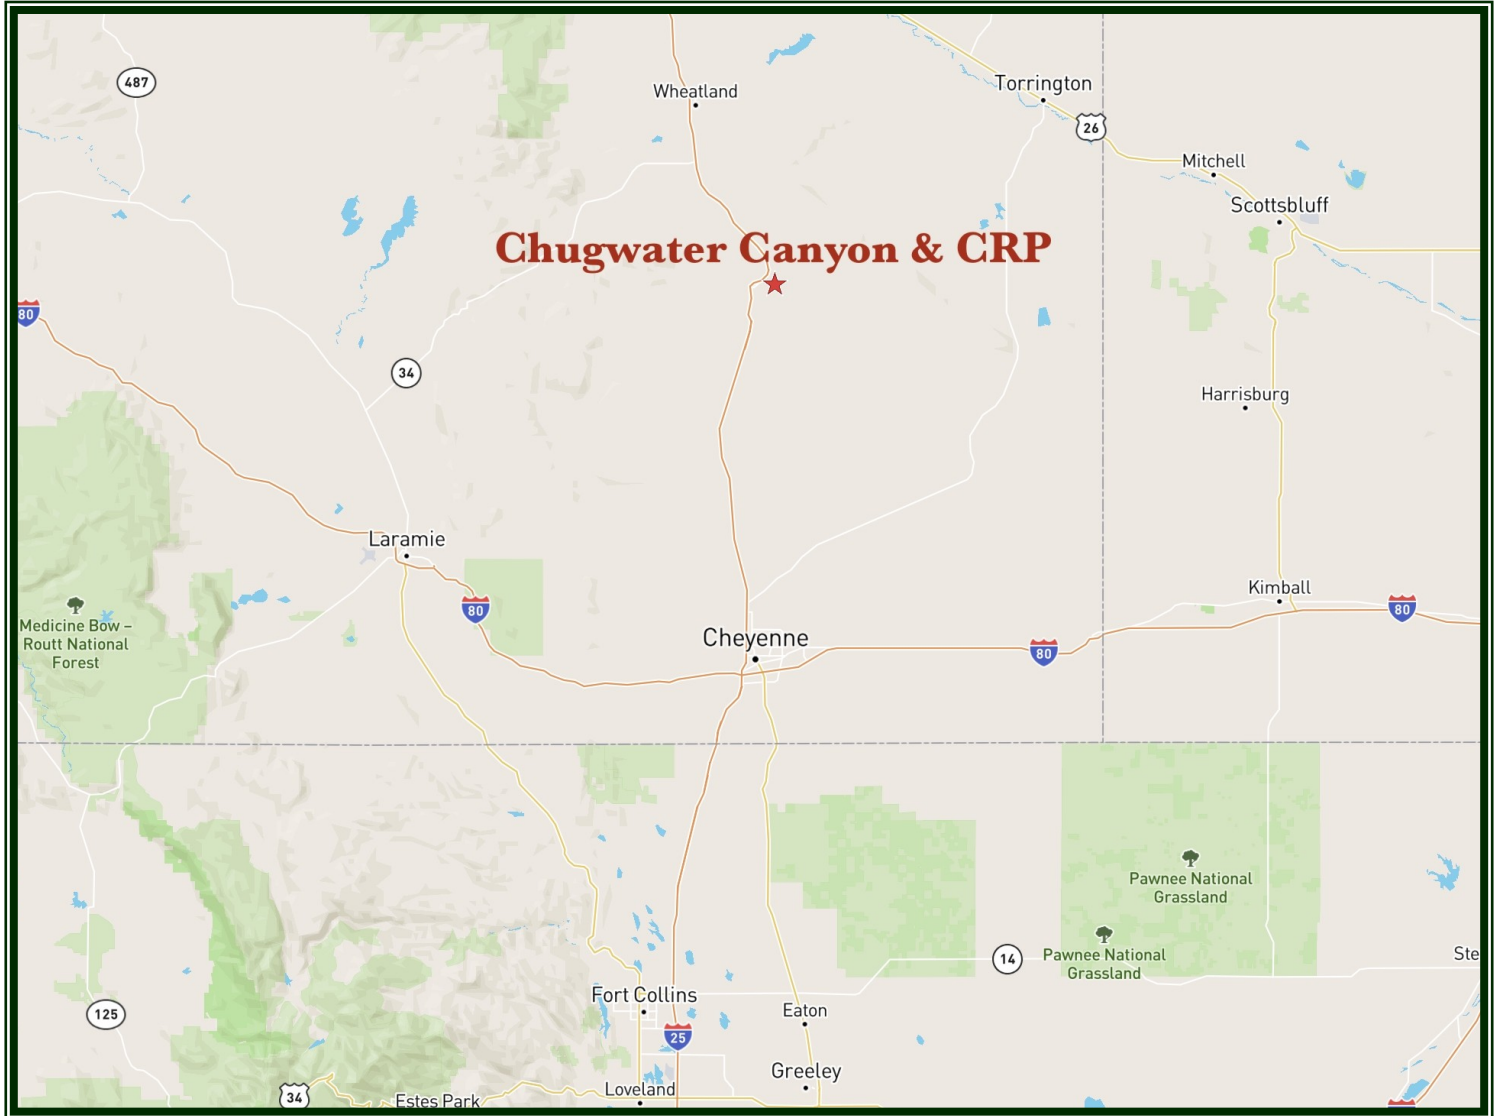 487
Wheatland
Torrington
26
Mitchell
Scottsbluff
Chugwater Canyon & CRP
80
34
Harrisburg
Laramie
80
Kimball
80
Medicine Bow –
Routt National
Forest
Cheyenne
80
Pawnee National
Grassland
Pawnee National
Grassland
14
Ste
Fort Collins
125
Eaton
25
Greeley
34
Loveland
Estes Park